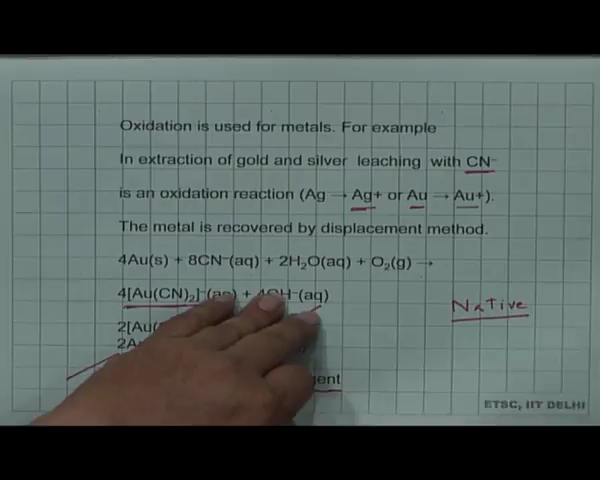 Oxidation is used for metals. For example
In extraction of gold and silver leaching with CN⁻
is an oxidation reaction (Ag → Ag+ or Au → Au+).
The metal is recovered by displacement method.
4Au(s) + 8CN⁻(aq) + 2H₂O(aq) + O₂(g) →
4[Au(CN)₂]⁻(aq) + 4OH⁻(aq)
Native
2[Au
ETSC, IIT DELHI